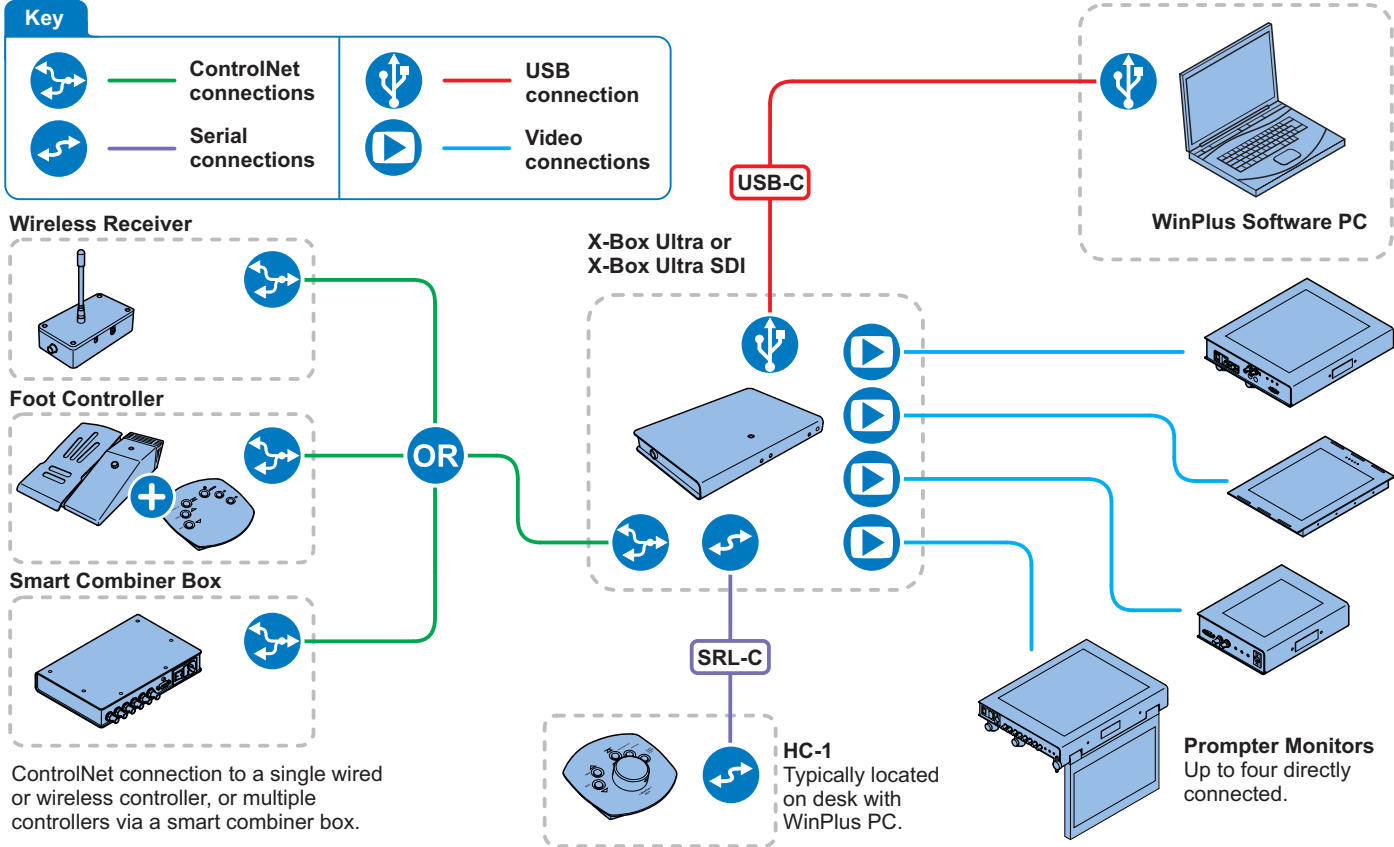 Key
ControlNet
connections
USB
connection
Serial
connections
Video
connections
USB-C
WinPlus Software PC
Wireless Receiver
X-Box Ultra or
X-Box Ultra SDI
Foot Controller
OR
Smart Combiner Box
SRL-C
HC-1
Typically located
on desk with
WinPlus PC.
Prompter Monitors
Up to four directly
connected.
ControlNet connection to a single wired
or wireless controller, or multiple
controllers via a smart combiner box.